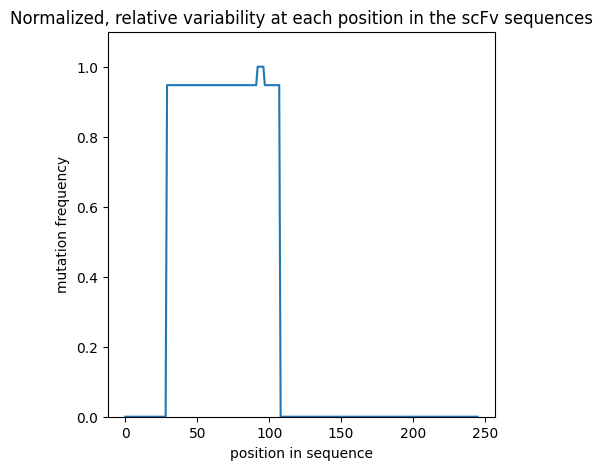 Normalized, relative variability at each position in the scFv sequences
1.0
0.8
0.6
0.4
0.2
0.0
mutation frequency
0 50 100 150 200 250
position in sequence